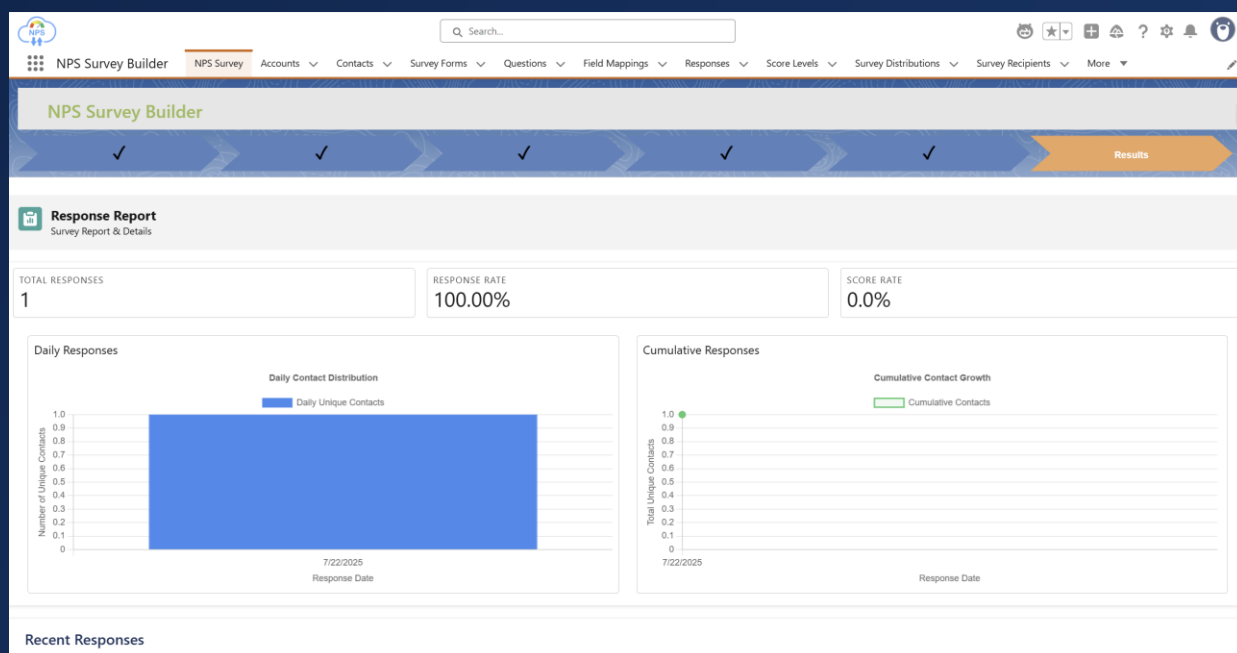 NPS
Search...
NPS Survey Builder NPS Survey Accounts Contacts Survey Forms Questions Field Mappings Responses Score Levels Survey Distributions Survey Recipients More
NPS Survey Builder
Results
Response Report
Survey Report & Details
TOTAL RESPONSES
1
RESPONSE RATE
100.00%
SCORE RATE
0.0%
Daily Responses
Daily Contact Distribution
Daily Unique Contacts
Number of Unique Contacts
1.0
0.9
0.8
0.7
0.6
0.5
0.4
0.3
0.2
0.1
0
7/22/2025
Response Date
Cumulative Responses
Cumulative Contact Growth
Cumulative Contacts
Total Unique Contacts
1.0
0.9
0.8
0.7
0.6
0.5
0.4
0.3
0.2
0.1
0
7/22/2025
Response Date
Recent Responses